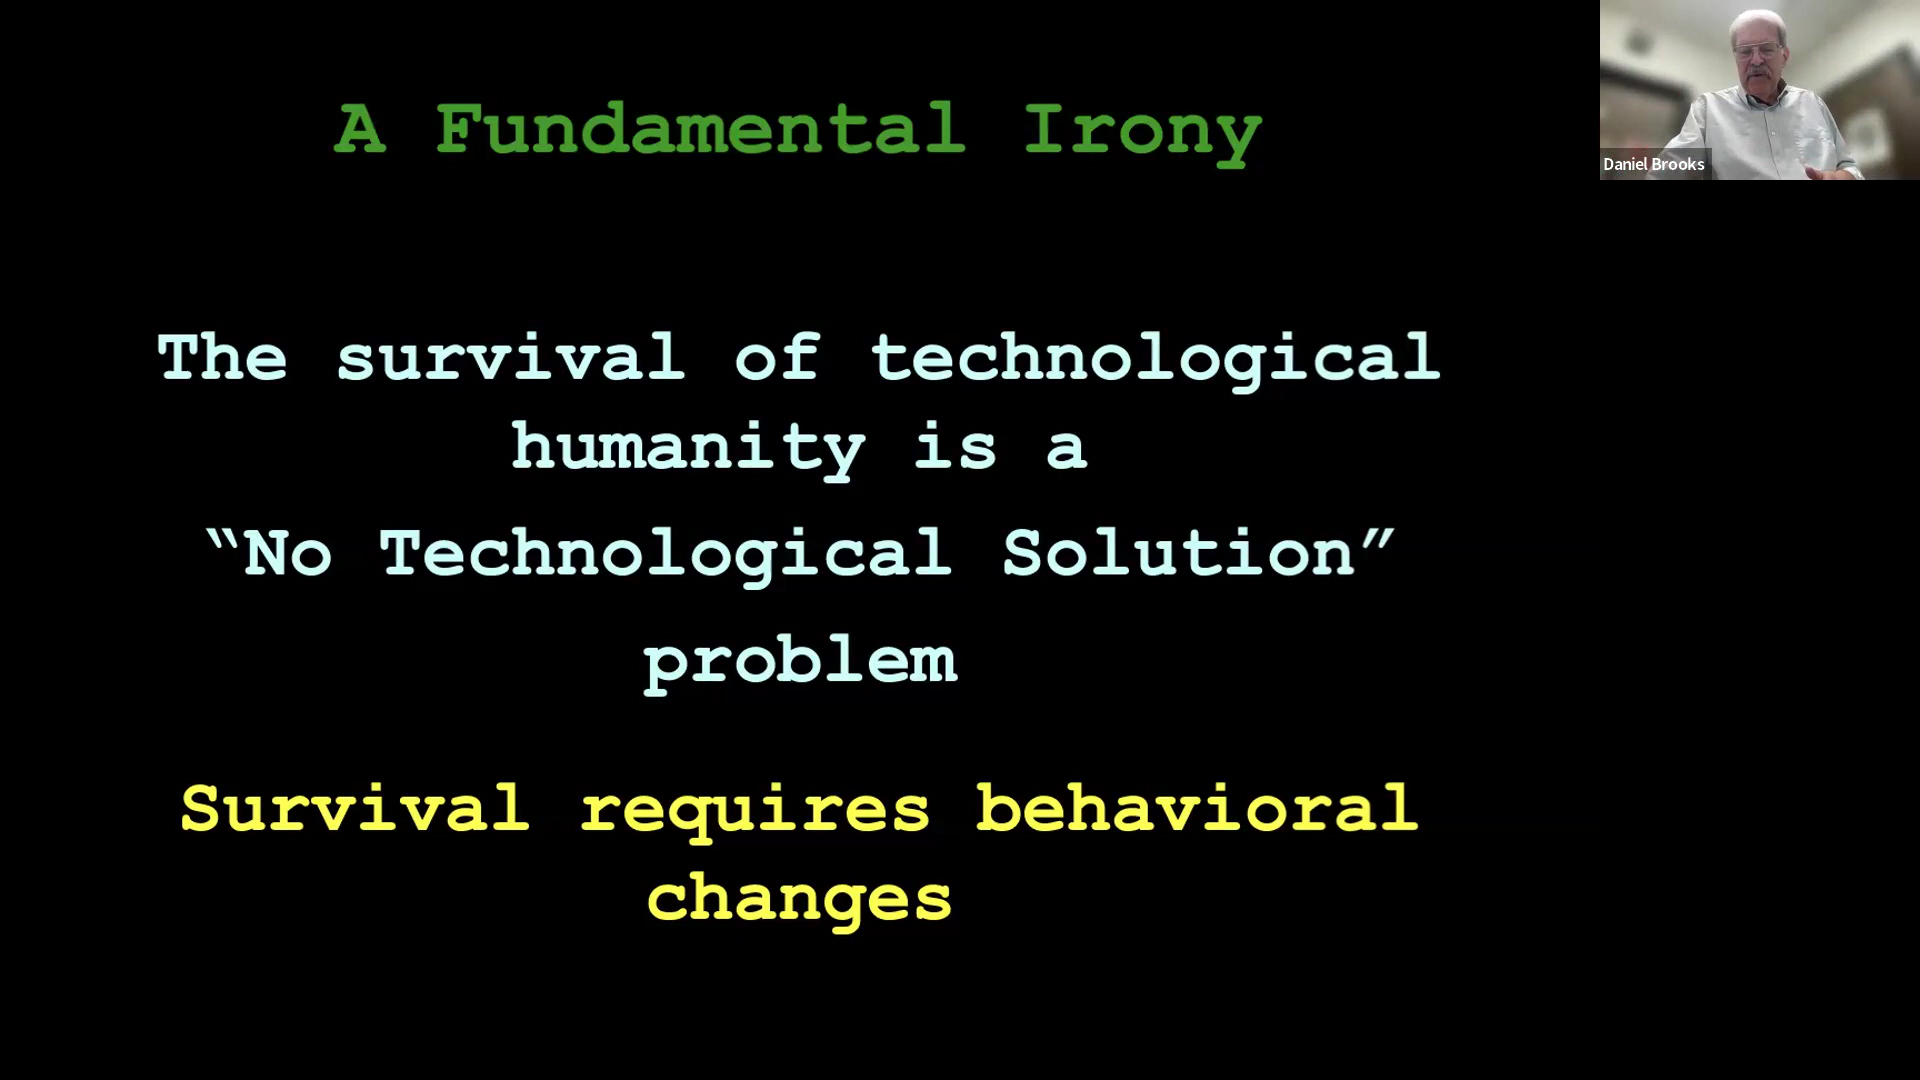 A Fundamental Irony
Daniel Brooks
The survival of technological
humanity is a
“No Technological Solution”
problem
Survival requires behavioral
changes